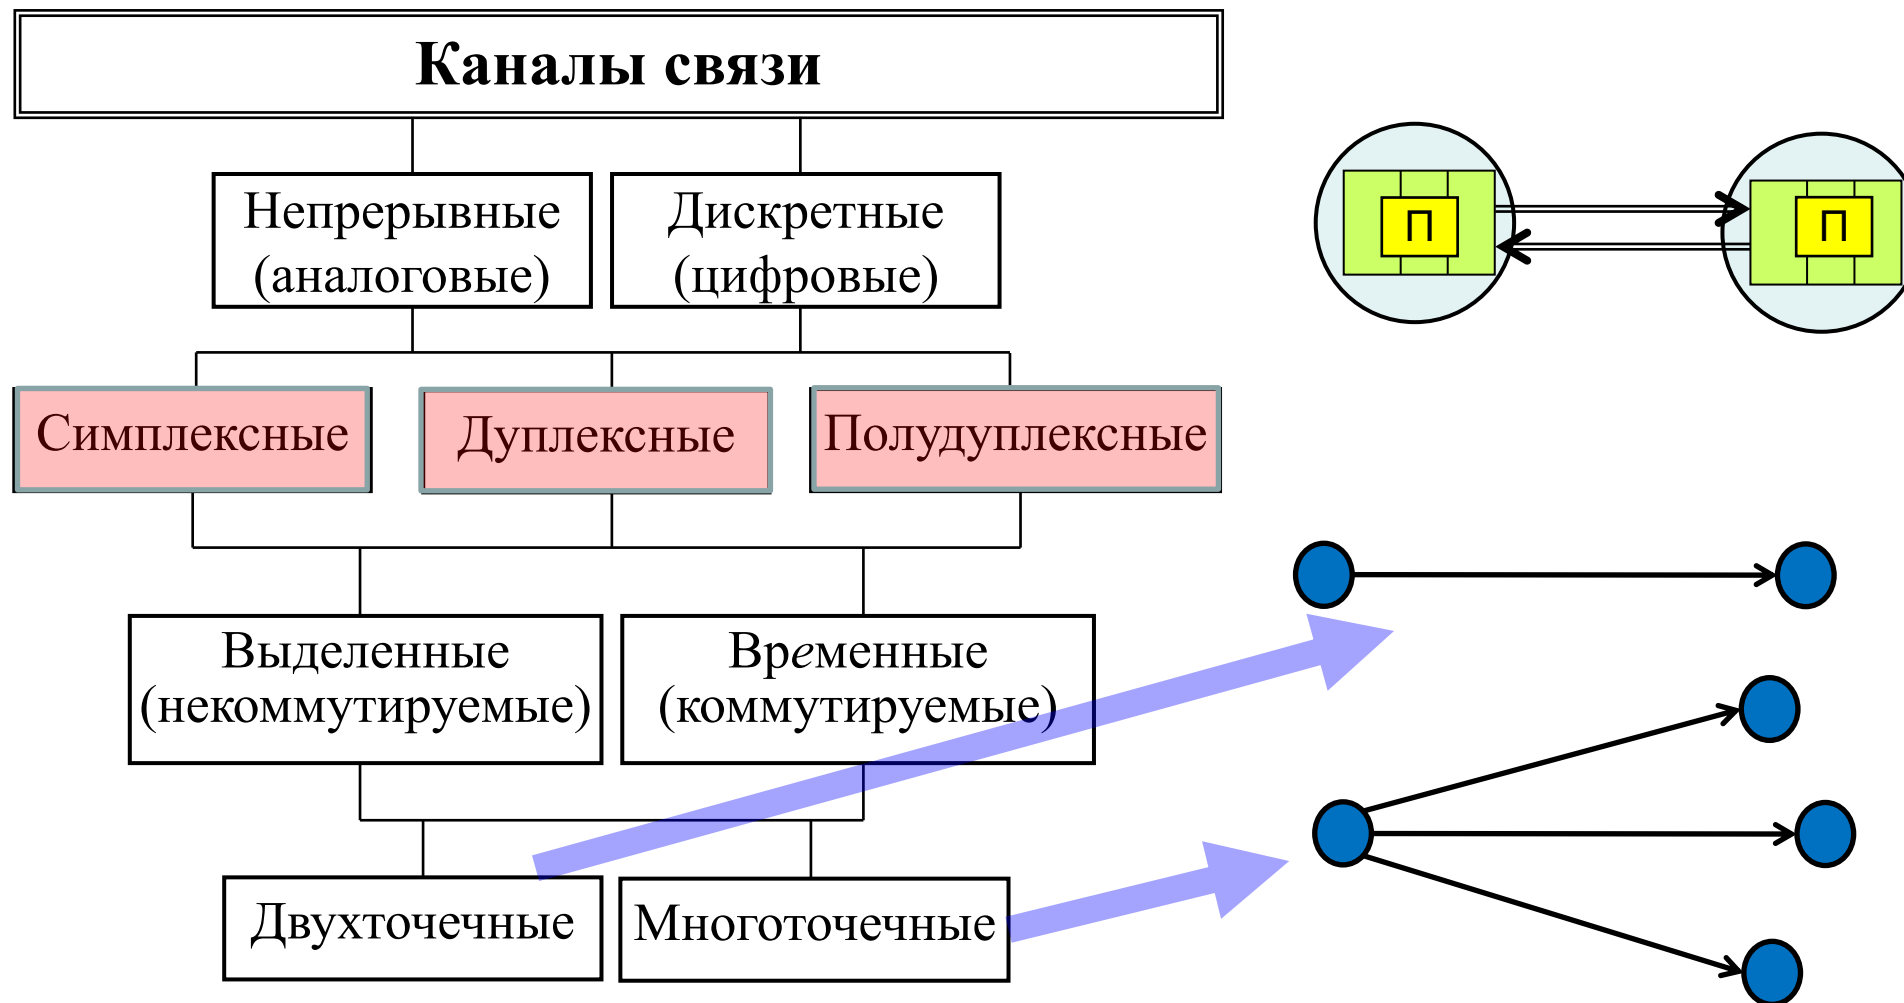 Каналы связи
Непрерывные
(аналоговые)
Дискретные
(цифровые)
П
П
Симплексные
Дуплексные
Полудуплексные
Выделенные
(некоммутируемые)
Временные
(коммутируемые)
Двухточечные
Многоточечные